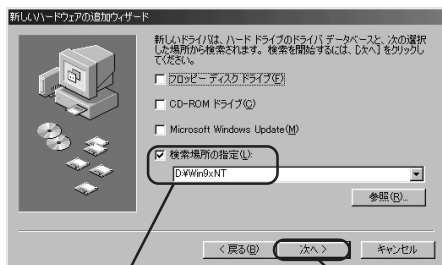 新しいハードウェアの追加ウィザード
新しいドライバは、ハード ドライブのドライバ データベースと、次の選択
した場所から検索されます。検索を開始するには、[次へ] をクリックし
てください。
フロッピー ディスク ドライブ(F)
CD-ROM ドライブ(C)
Microsoft Windows Update(M)
検索場所の指定(L):
D:¥Win9xNT
参照(R)...
< 戻る(B)
次へ >
キャンセル